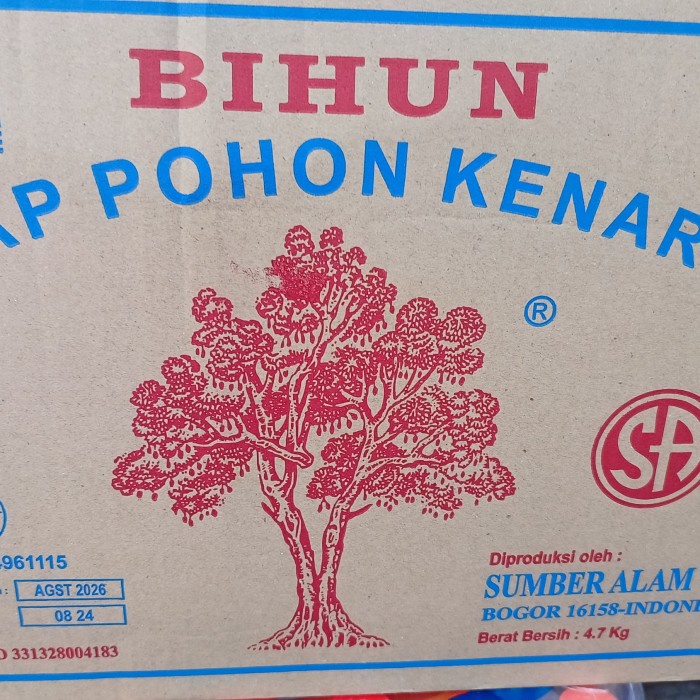 BIHUN
AP POHON KENAR
®
SA
961115
AGST 2026
08 24
331328004183
Diproduksi oleh :
SUMBER ALAM
BOGOR 16158-INDONE
Berat Bersih : 4.7 Kg